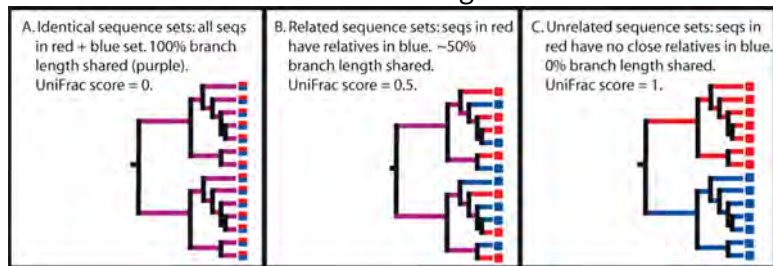 A. Identical sequence sets: all seqs
in red + blue set. 100% branch
length shared (purple).
UniFrac score = 0.
B. Related sequence sets: seqs in red
have relatives in blue. ~50%
branch length shared.
UniFrac score = 0.5.
C. Unrelated sequence sets: seqs in
red have no close relatives in blue.
0% branch length shared.
UniFrac score = 1.